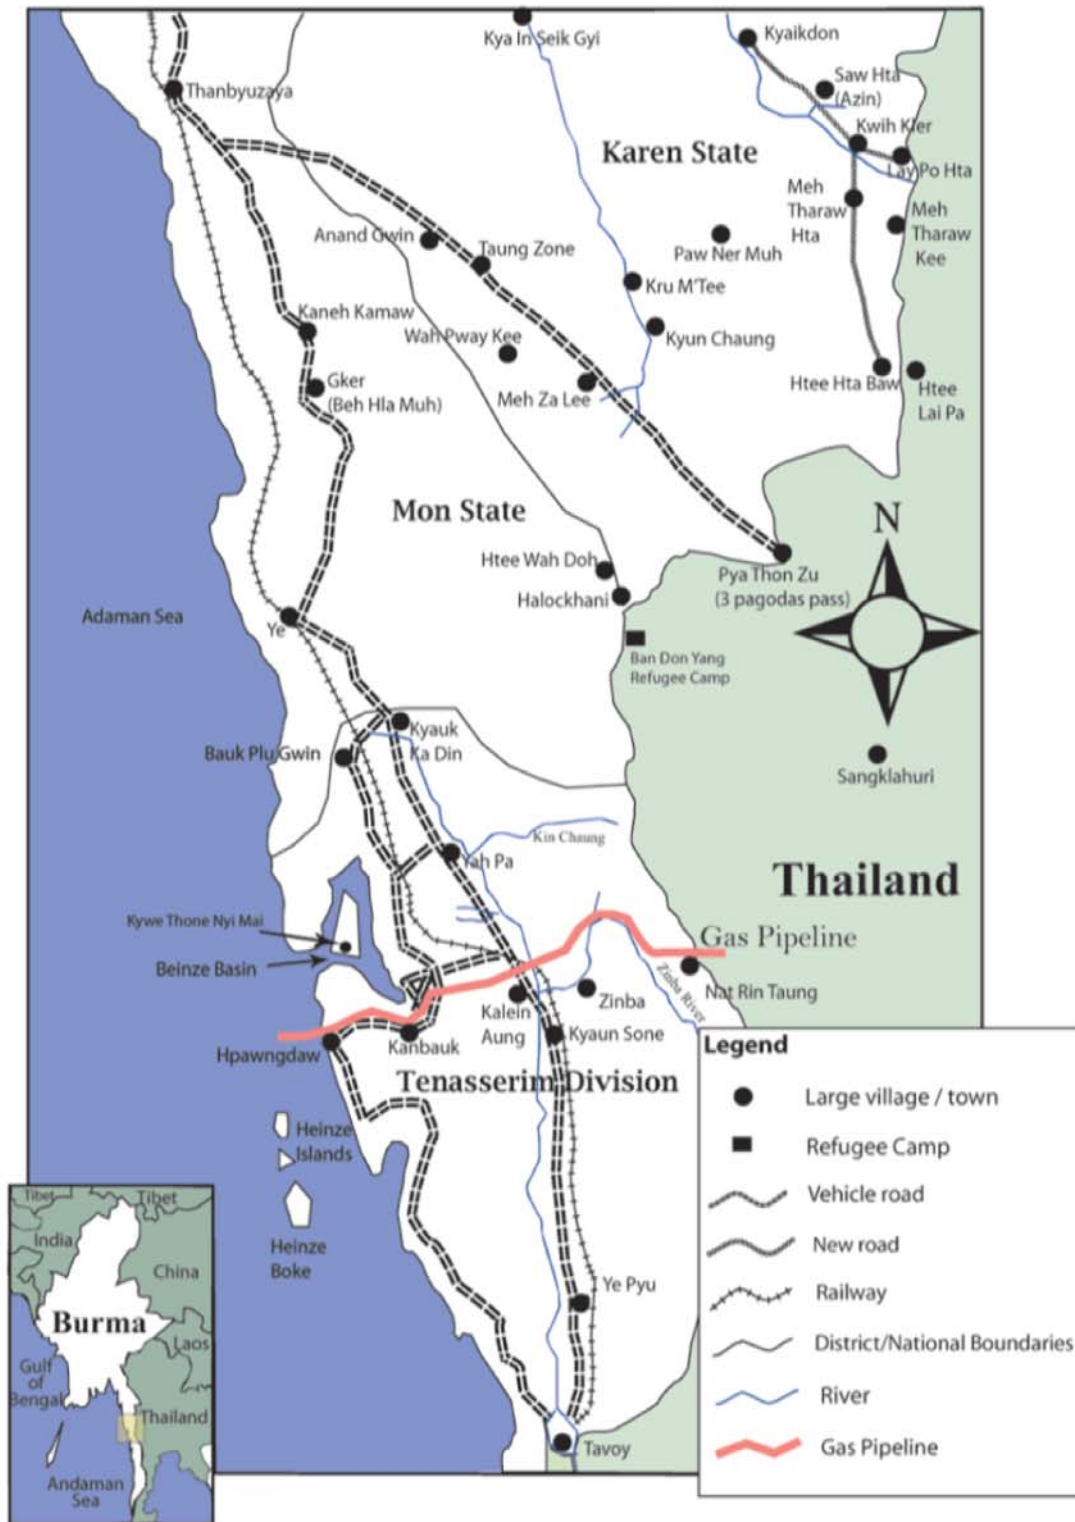 Kya In Seik Gyi
Kyaikdon
Saw Hta
(Azin)
Thanbyuzaya
Kwih Kler
Karen State
Lay Po Hta
Meh
Tharaw
Hta
Meh
Tharaw
Kee
Anand Gwin
Taung Zone
Paw Ner Muh
Kru M'Tee
Kaneh Kamaw
Wah Pway Kee
Kyun Chaung
Gker
(Beh Hla Muh)
Meh Za Lee
Htee Hta Baw
Htee
Lai Pa
Mon State
N
Htee Wah Doh
Pya Thon Zu
(3 pagodas pass)
Halockhani
Adaman Sea
Ye
Ban Don Yang
Refugee Camp
Kyauk
Ka Din
Bauk Plu Gwin
Sangklahuri
Kin Chaung
Yah Pa
Thailand
Kywe Thone Nyi Mai
Gas Pipeline
Beinze Basin
Zinba River
Nat Rin Taung
Zinba
Kalein
Aung
Kyaun Sone
Kanbauk
Hpawngdaw
Tenasserim Division
Heinze
Islands
Heinze
Boke
Ye Pyu
Tavoy
Legend
Large village / town
Refugee Camp
Vehicle road
New road
Railway
District/National Boundaries
River
Gas Pipeline
Tibet
Tibet
India
China
Burma
Laos
Gulf
of
Bengal
Thailand
Andaman
Sea